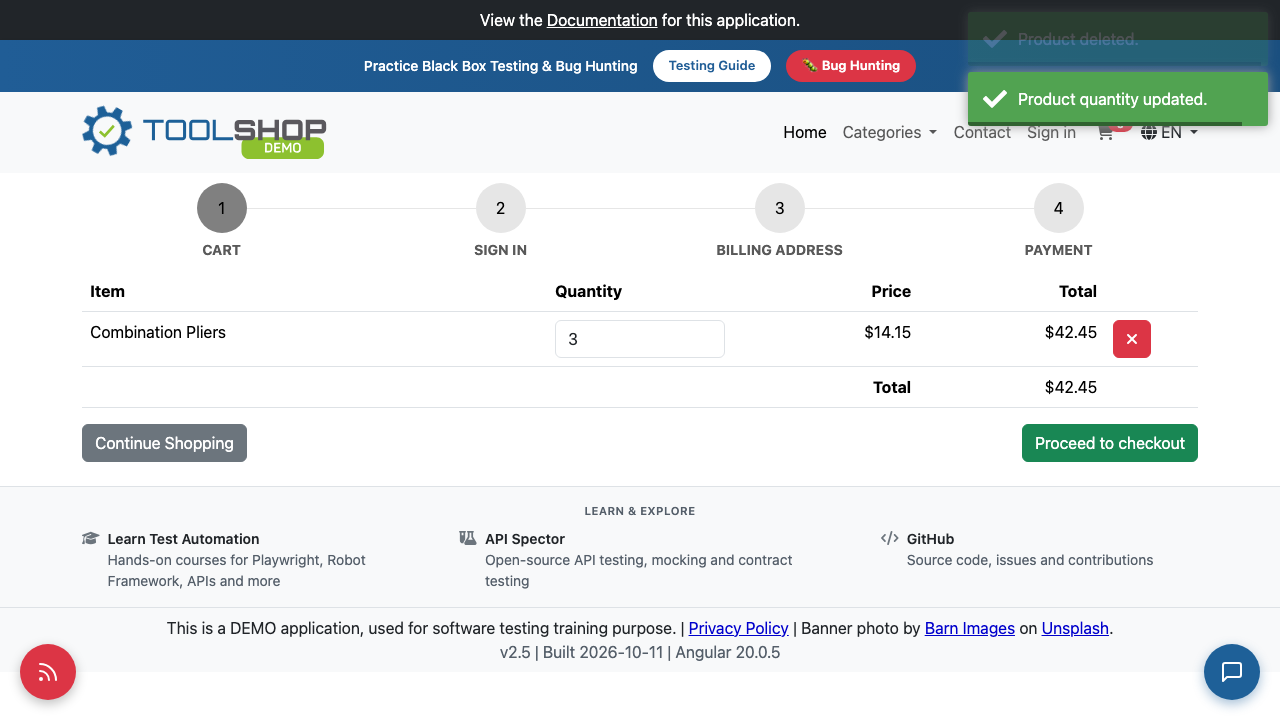 View the Documentation for this application.
Product deleted.
Practice Black Box Testing & Bug Hunting
Testing Guide
Bug Hunting
Product quantity updated.
TOOLSHOP
DEMO
Home
Categories
Contact
Sign in
EN
1
2
3
4
CART
SIGN IN
BILLING ADDRESS
PAYMENT
Item Quantity Price Total
Combination Pliers 3 $14.15 $42.45
Total $42.45
Continue Shopping
Proceed to checkout
LEARN & EXPLORE
Learn Test Automation
Hands-on courses for Playwright, Robot
Framework, APIs and more
API Spector
Open-source API testing, mocking and contract
testing
GitHub
Source code, issues and contributions
This is a DEMO application, used for software testing training purpose. | Privacy Policy | Banner photo by Barn Images on Unsplash.
v2.5 | Built 2026-10-11 | Angular 20.0.5